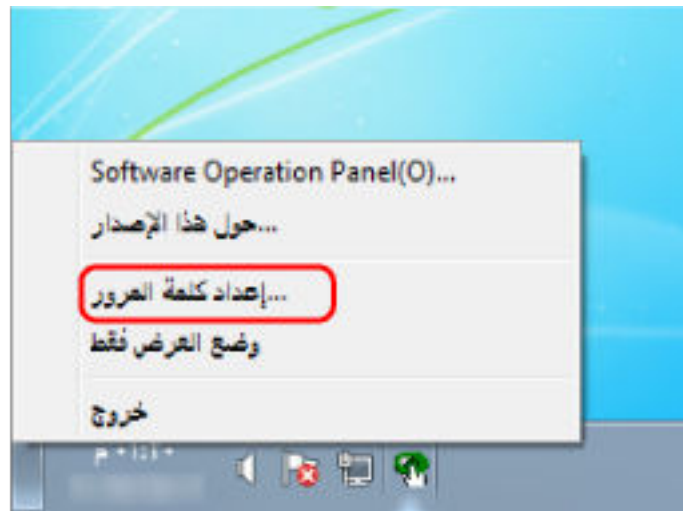 Software Operation Panel(O)...
حول هذا الإصدار...
إعداد كلمة المرور...
وضع العرض فقط
خروج